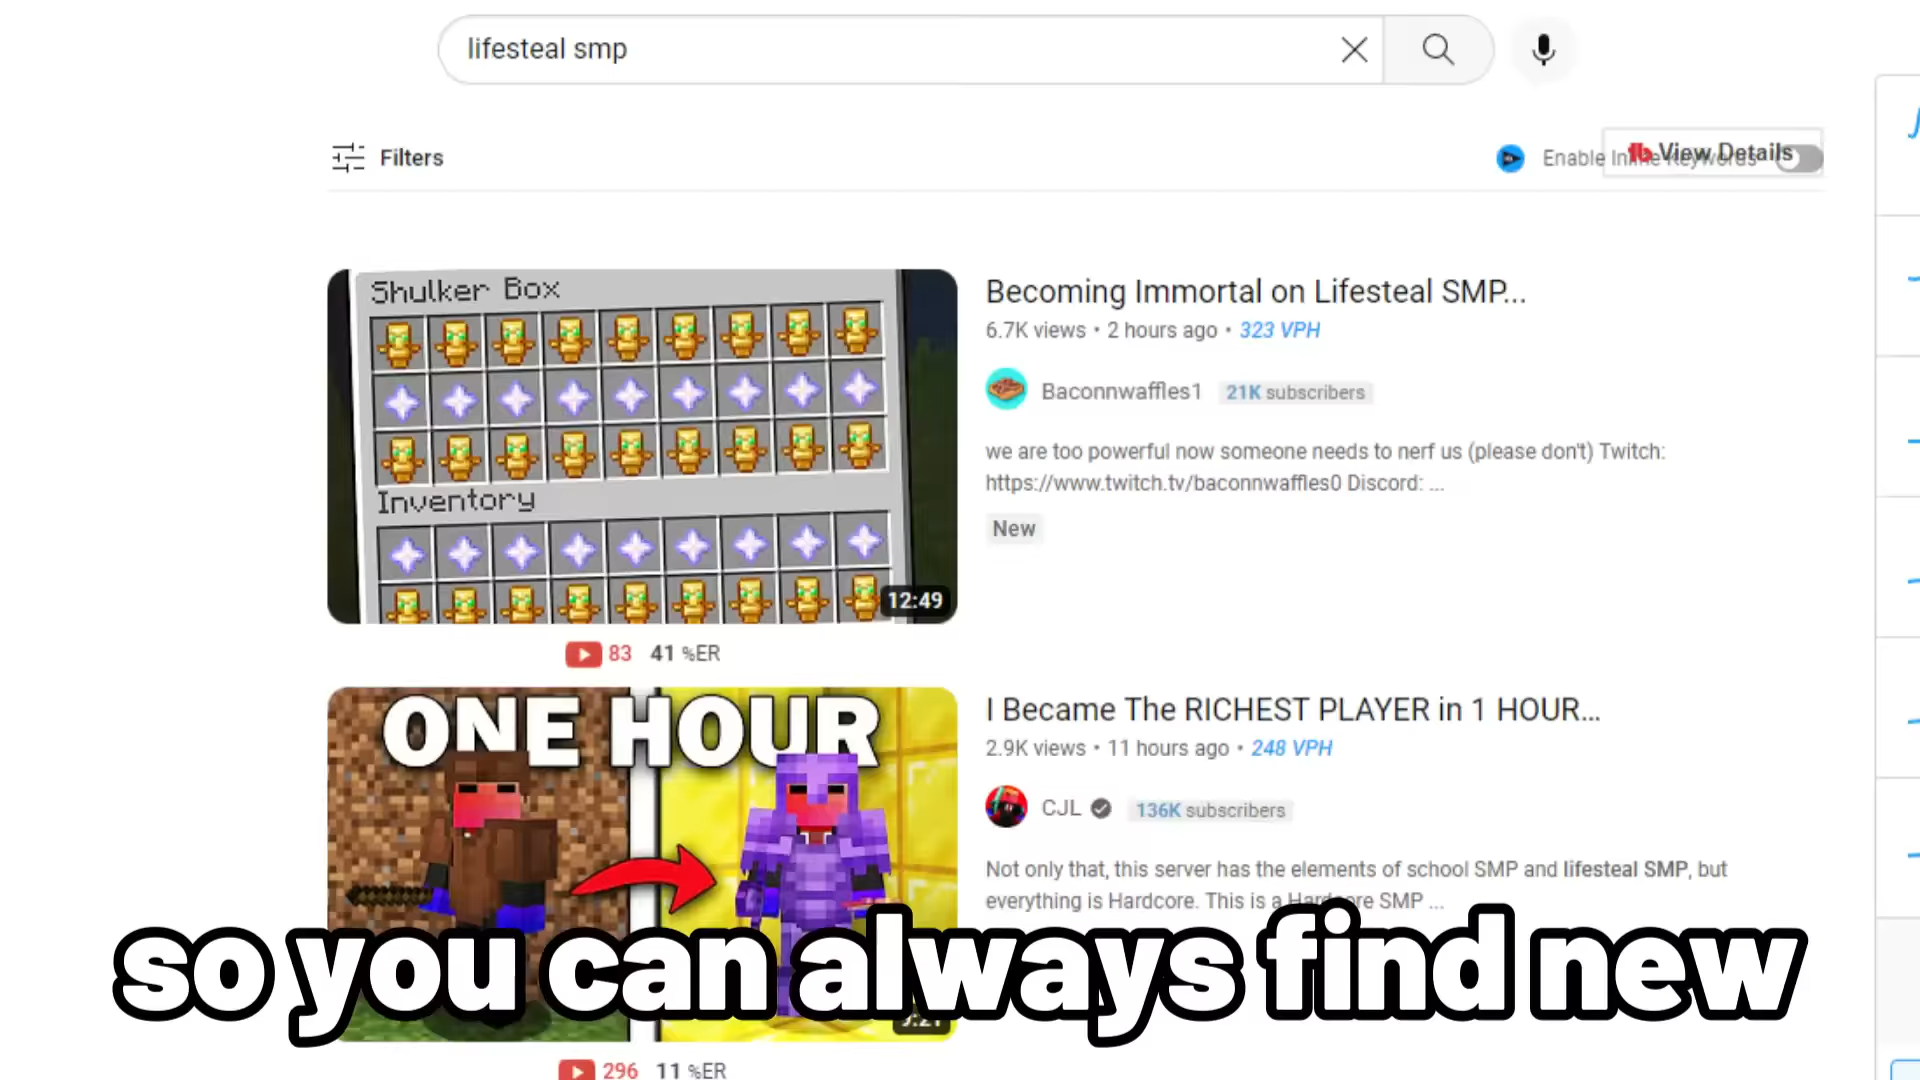 lifesteal smp
Filters
View Details
Enable Inline Keywords
Shulker Box
Inventory
12:49
83 41 %ER
Becoming Immortal on Lifesteal SMP...
6.7K views • 2 hours ago • 323 VPH
Baconnwaffles1 21K subscribers
we are too powerful now someone needs to nerf us (please don't) Twitch:
https://www.twitch.tv/baconnwaffles0 Discord: ...
New
ONE HOUR
9:21
I Became The RICHEST PLAYER in 1 HOUR...
2.9K views • 11 hours ago • 248 VPH
CJL 136K subscribers
Not only that, this server has the elements of school SMP and lifesteal SMP, but
everything is Hardcore. This is a Hardcore SMP ...
so you can always find new
296 11 %ER